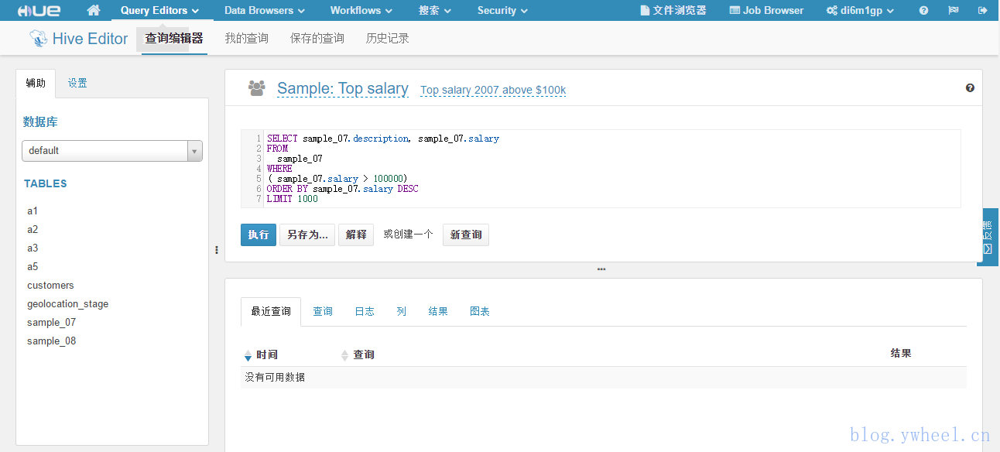 HUE Query Editors Data Browsers Workflows 搜索 Security 文件浏览器 Job Browser di6m1gp
Hive Editor 查询编辑器 我的查询 保存的查询 历史记录
辅助 设置
数据库
default
TABLES
a1
a2
a3
a5
customers
geolocation_stage
sample_07
sample_08
Sample: Top salary Top salary 2007 above $100k
1 SELECT sample_07.description, sample_07.salary
2 FROM
3 sample_07
4 WHERE
5 ( sample_07.salary > 100000)
6 ORDER BY sample_07.salary DESC
7 LIMIT 1000
执行 另存为... 解释 或创建一个 新查询
最近查询 查询 日志 列 结果 图表
时间 查询 结果
没有可用数据
blog.ywheel.cn